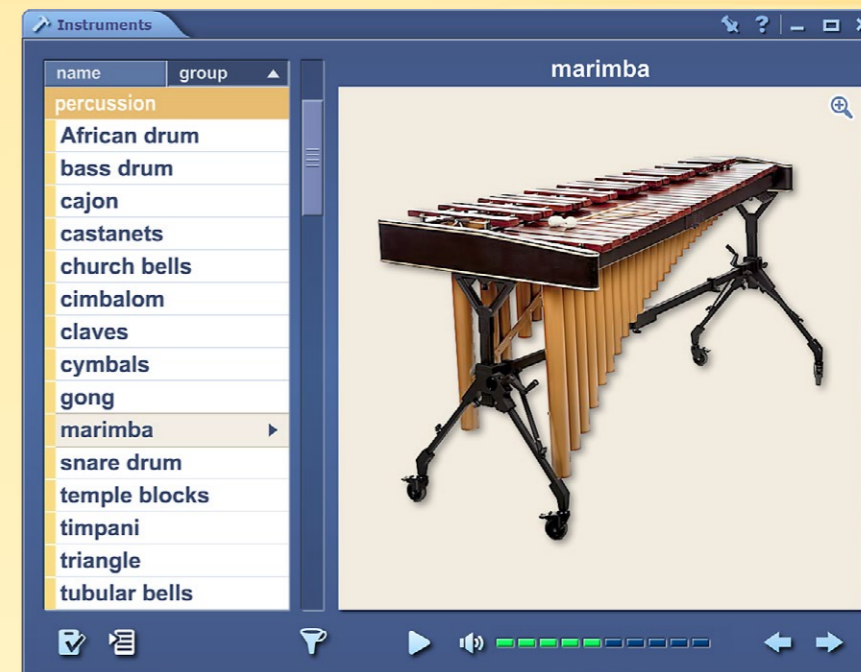 Instruments
?
name group
marimba
percussion
African drum
bass drum
cajon
castanets
church bells
cimbalom
claves
cymbals
gong
marimba
snare drum
temple blocks
timpani
triangle
tubular bells